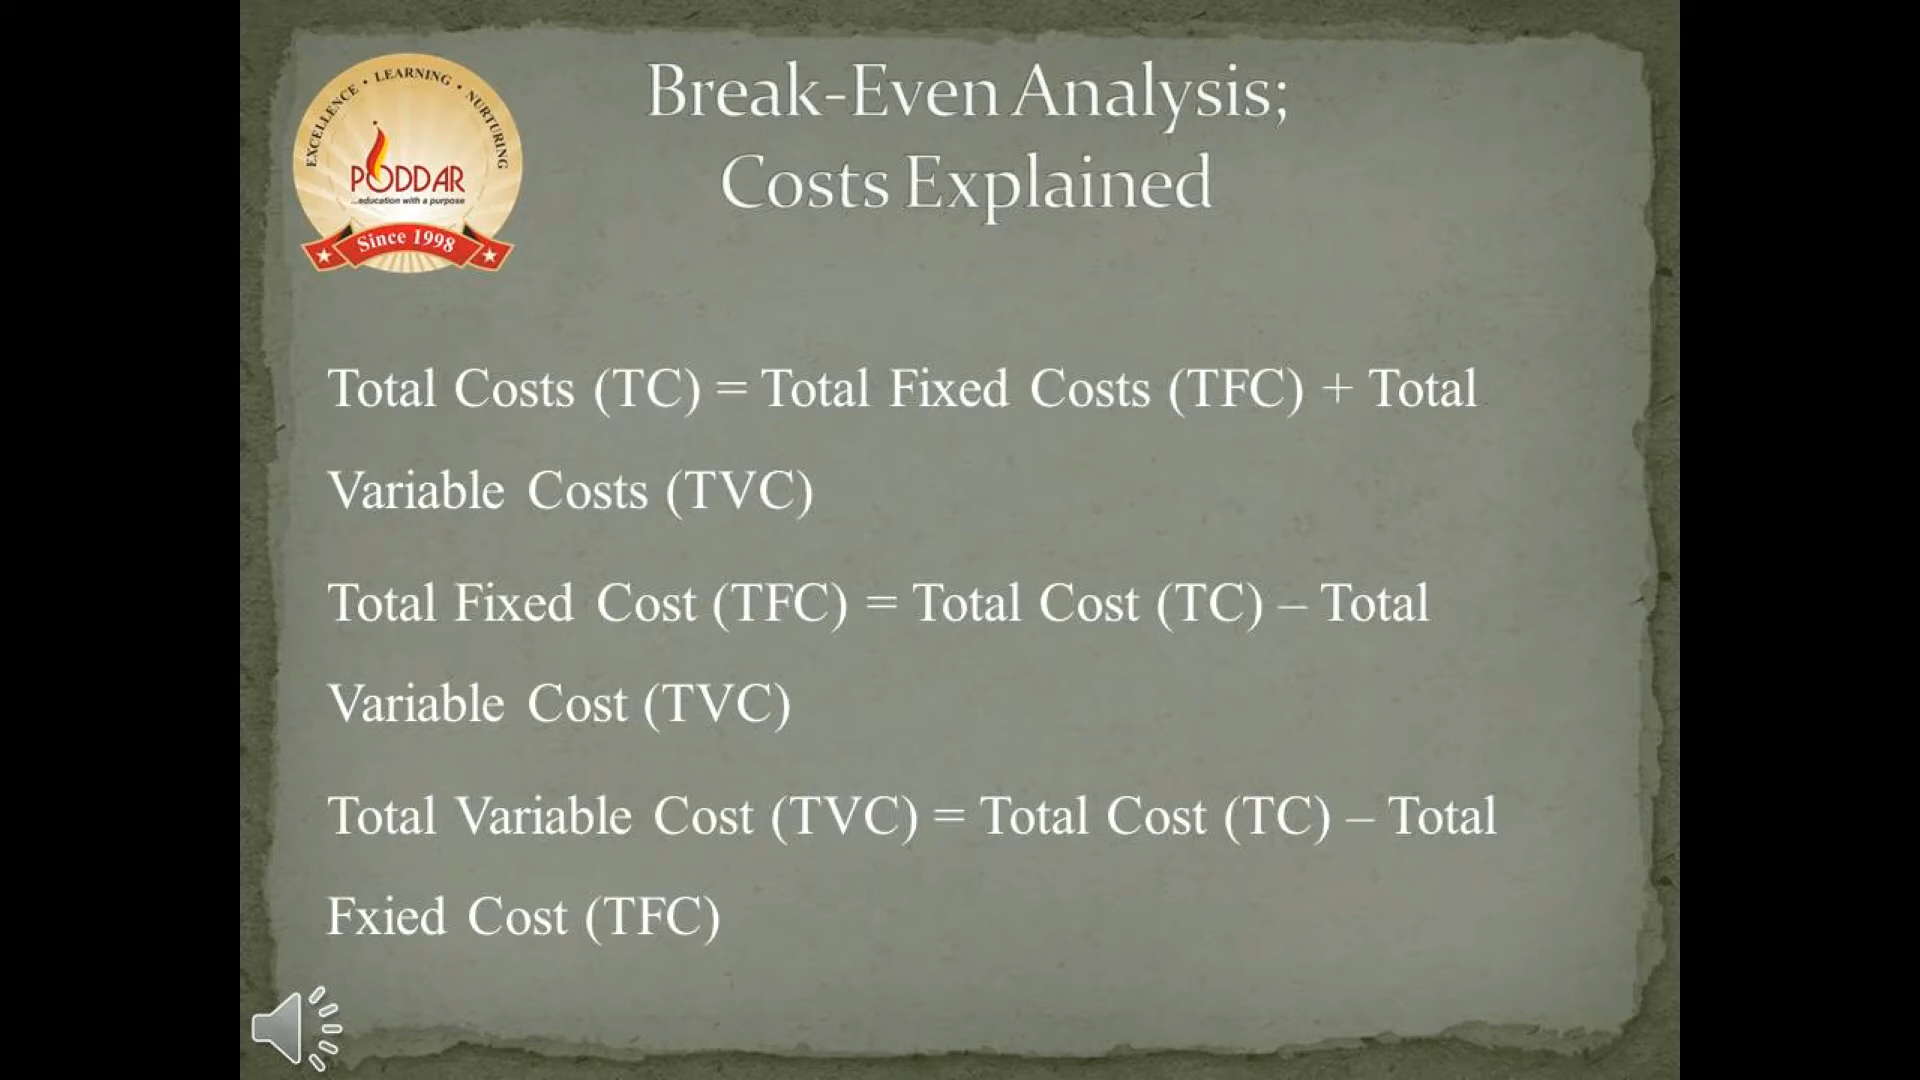 EXCELLENCE • LEARNING • NURTURING
PODDAR
...education with a purpose
Since 1998
Break-Even Analysis;
Costs Explained
Total Costs (TC) = Total Fixed Costs (TFC) + Total
Variable Costs (TVC)
Total Fixed Cost (TFC) = Total Cost (TC) – Total
Variable Cost (TVC)
Total Variable Cost (TVC) = Total Cost (TC) – Total
Fxied Cost (TFC)